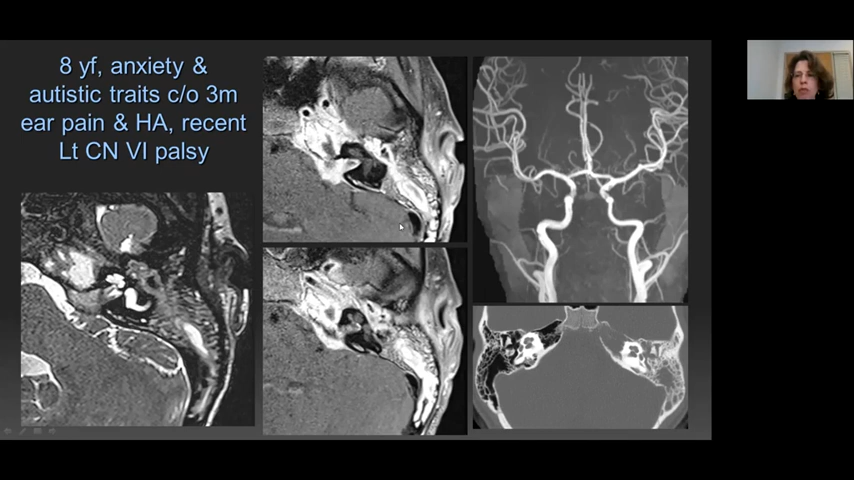 8 yf, anxiety &
autistic traits c/o 3m
ear pain & HA, recent
Lt CN VI palsy